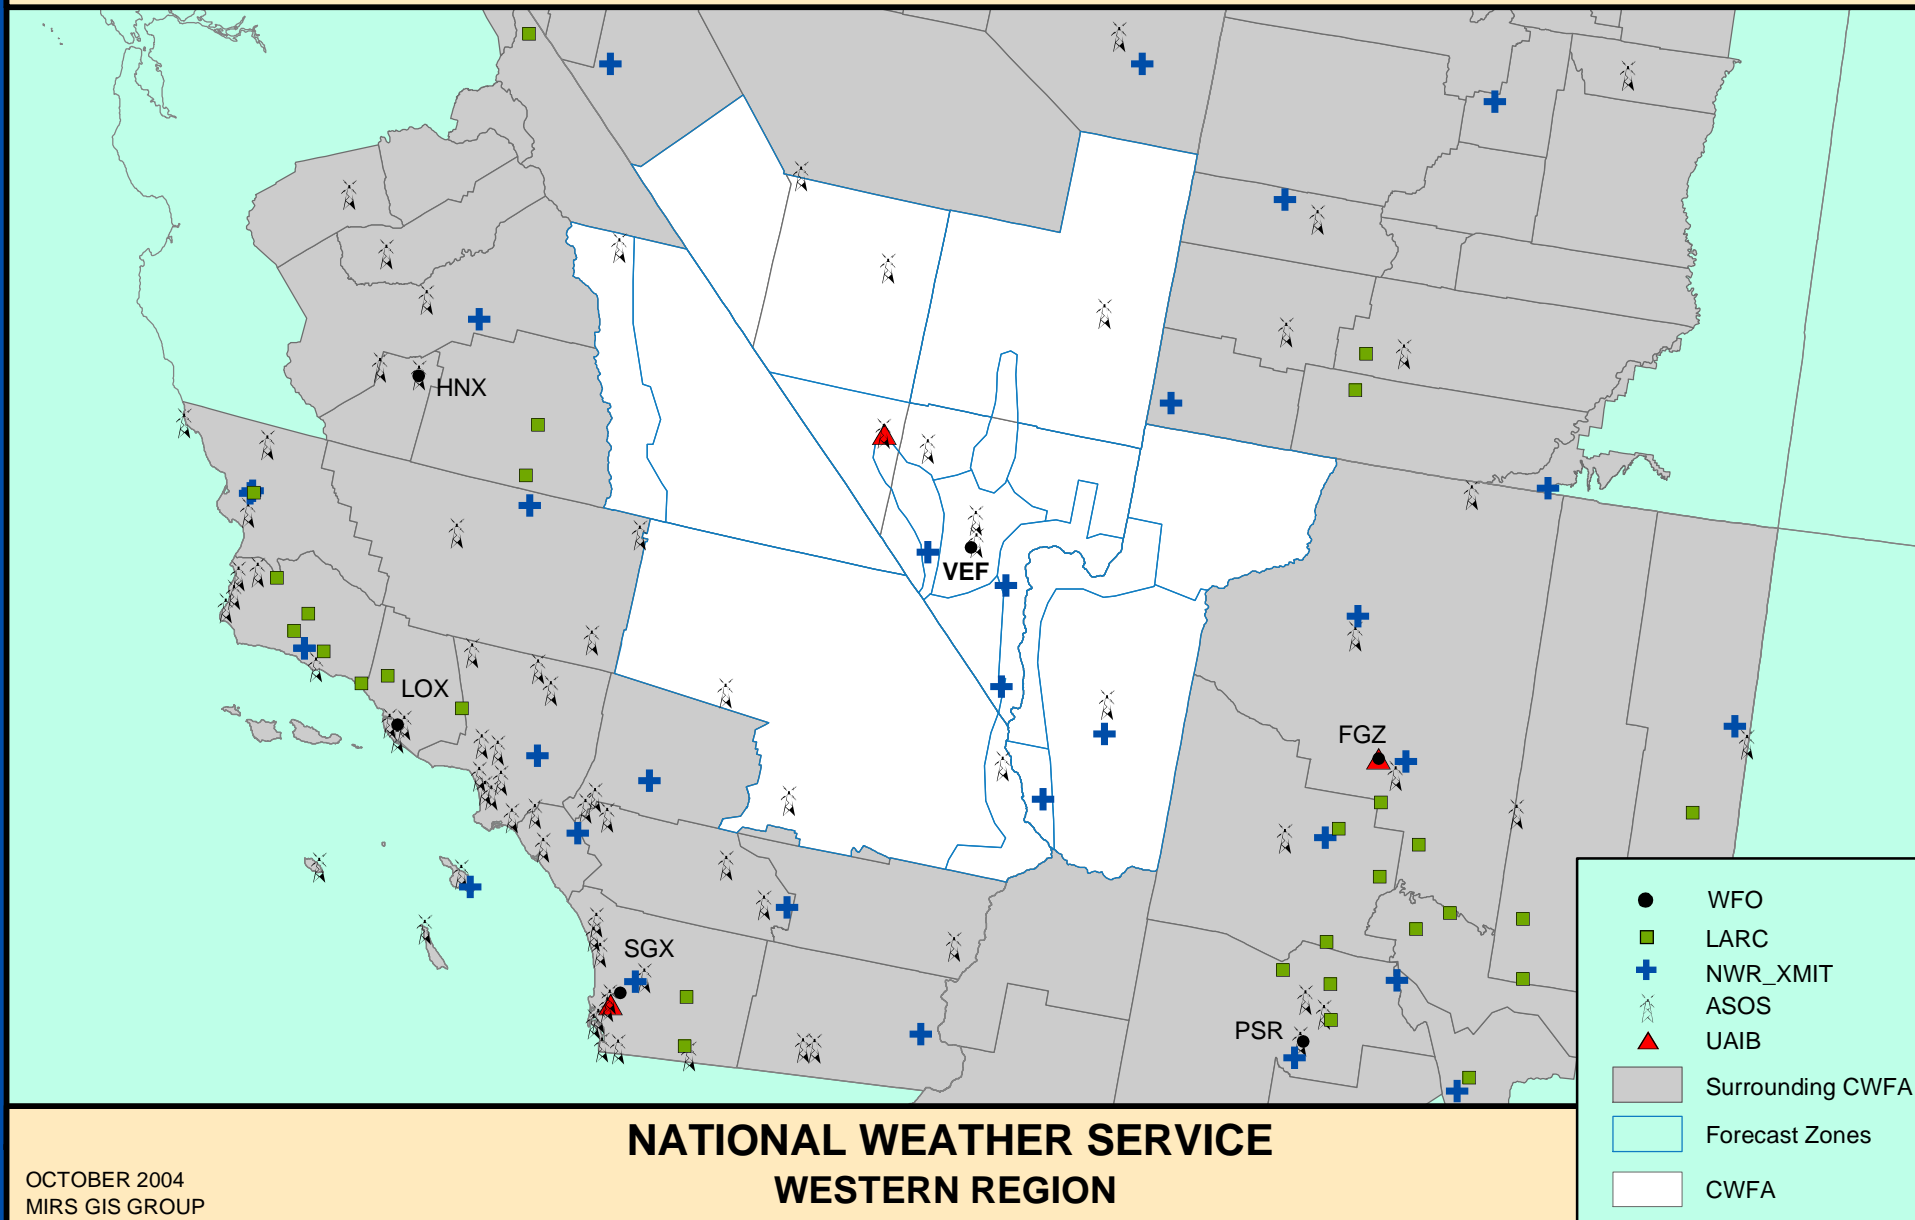 HNX
VEF
LOX
FGZ
SGX
PSR
WFO
LARC
NWR_XMIT
ASOS
UAIB
Surrounding CWFA
Forecast Zones
CWFA
NATIONAL WEATHER SERVICE
WESTERN REGION
OCTOBER 2004
MIRS GIS GROUP